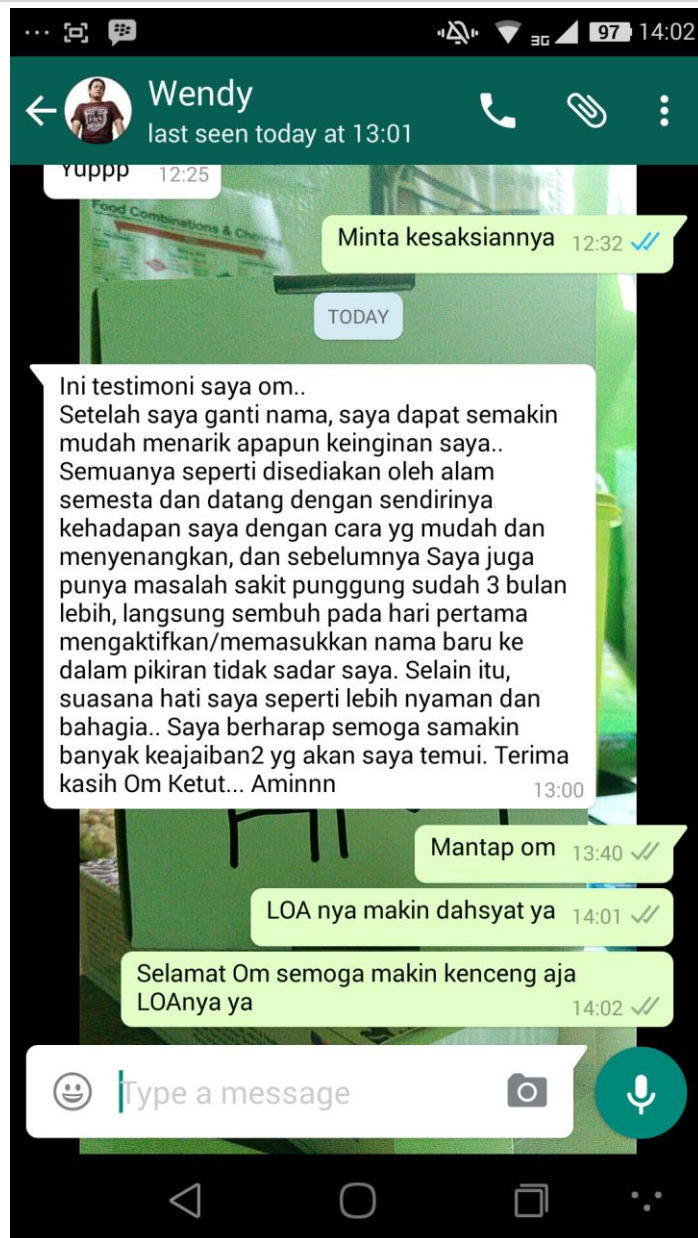 97 14:02
3G
Wendy
last seen today at 13:01
Yuppp 12:25
Food Combinations & Choices
Minta kesaksiannya 12:32
TODAY
Ini testimoni saya om..
Setelah saya ganti nama, saya dapat semakin
mudah menarik apapun keinginan saya..
Semuanya seperti disediakan oleh alam
semesta dan datang dengan sendirinya
kehadapan saya dengan cara yg mudah dan
menyenangkan, dan sebelumnya Saya juga
punya masalah sakit punggung sudah 3 bulan
lebih, langsung sembuh pada hari pertama
mengaktifkan/memasukkan nama baru ke
dalam pikiran tidak sadar saya. Selain itu,
suasana hati saya seperti lebih nyaman dan
bahagia.. Saya berharap semoga samakin
banyak keajaiban2 yg akan saya temui. Terima
kasih Om Ketut... Aminnn 13:00
Mantap om 13:40
LOA nya makin dahsyat ya 14:01
Selamat Om semoga makin kenceng aja
LOAnya ya 14:02
Type a message